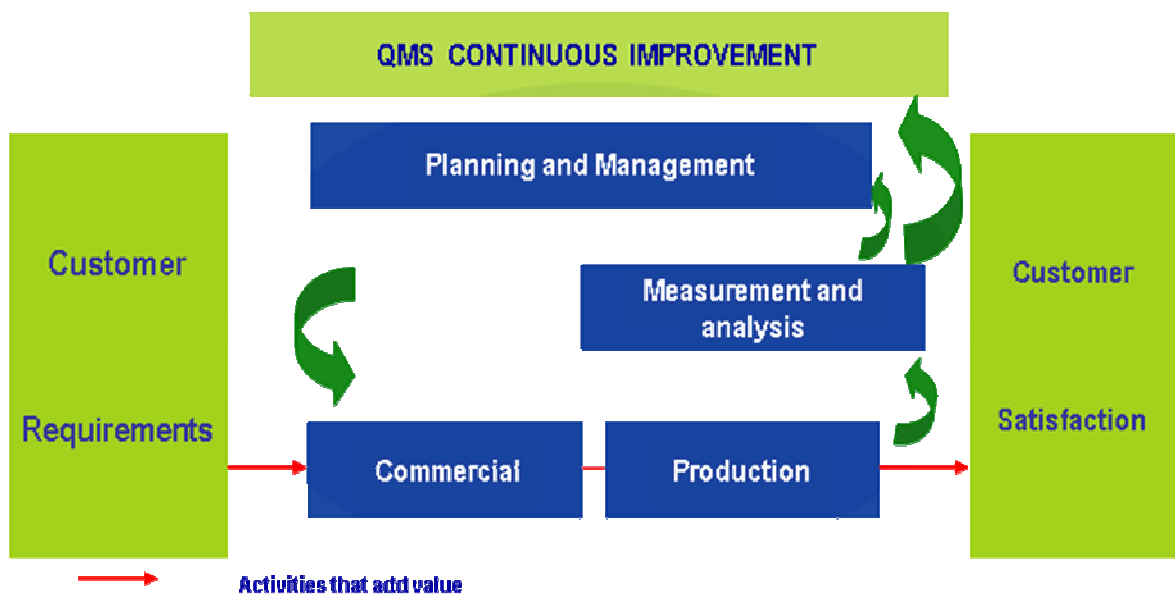 QMS CONTINUOUS IMPROVEMENT
Planning and Management
Customer
Requirements
Measurement and
analysis
Customer
Satisfaction
Commercial
Production
Activities that add value